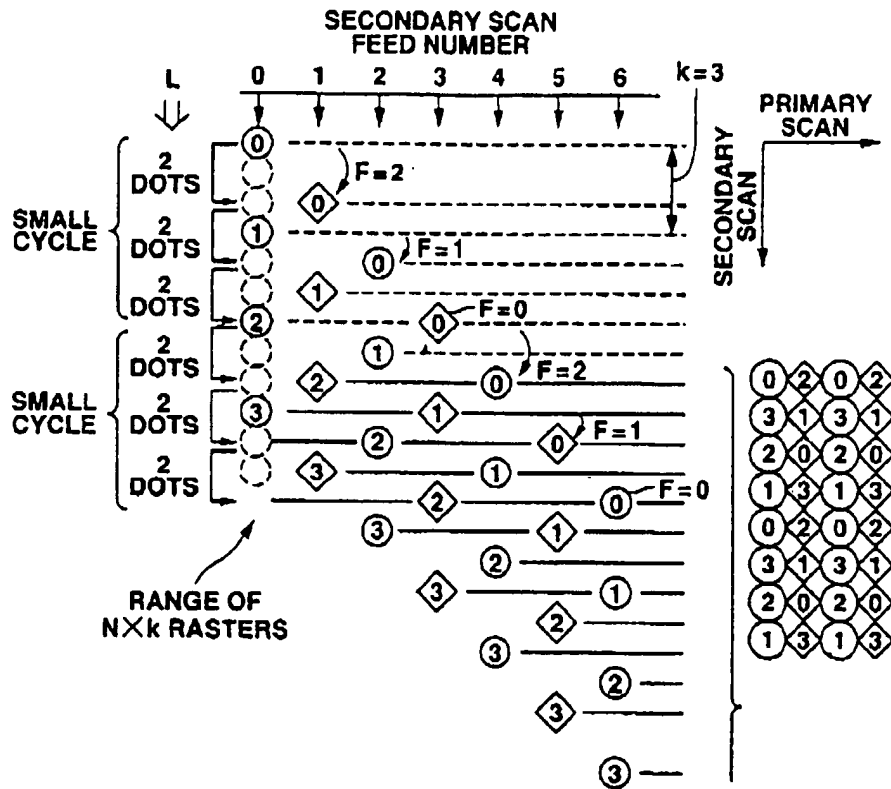 SECONDARY SCAN
FEED NUMBER
L
0 1 2 3 4 5 6
k=3
PRIMARY
SCAN
SECONDARY
SCAN
SMALL
CYCLE
2
DOTS
2
DOTS
2
DOTS
SMALL
CYCLE
2
DOTS
2
DOTS
2
DOTS
0
F=2
0
1
F=1
0
1
F=0
2 0
1
2 0
F=2
3 1
F=1
2 0
3 1
2 0
F=0
3 1
2
3 1
2
3
2
3
3
RANGE OF
N×k RASTERS
0 2 0 2
3 1 3 1
2 0 2 0
1 3 1 3
0 2 0 2
3 1 3 1
2 0 2 0
1 3 1 3